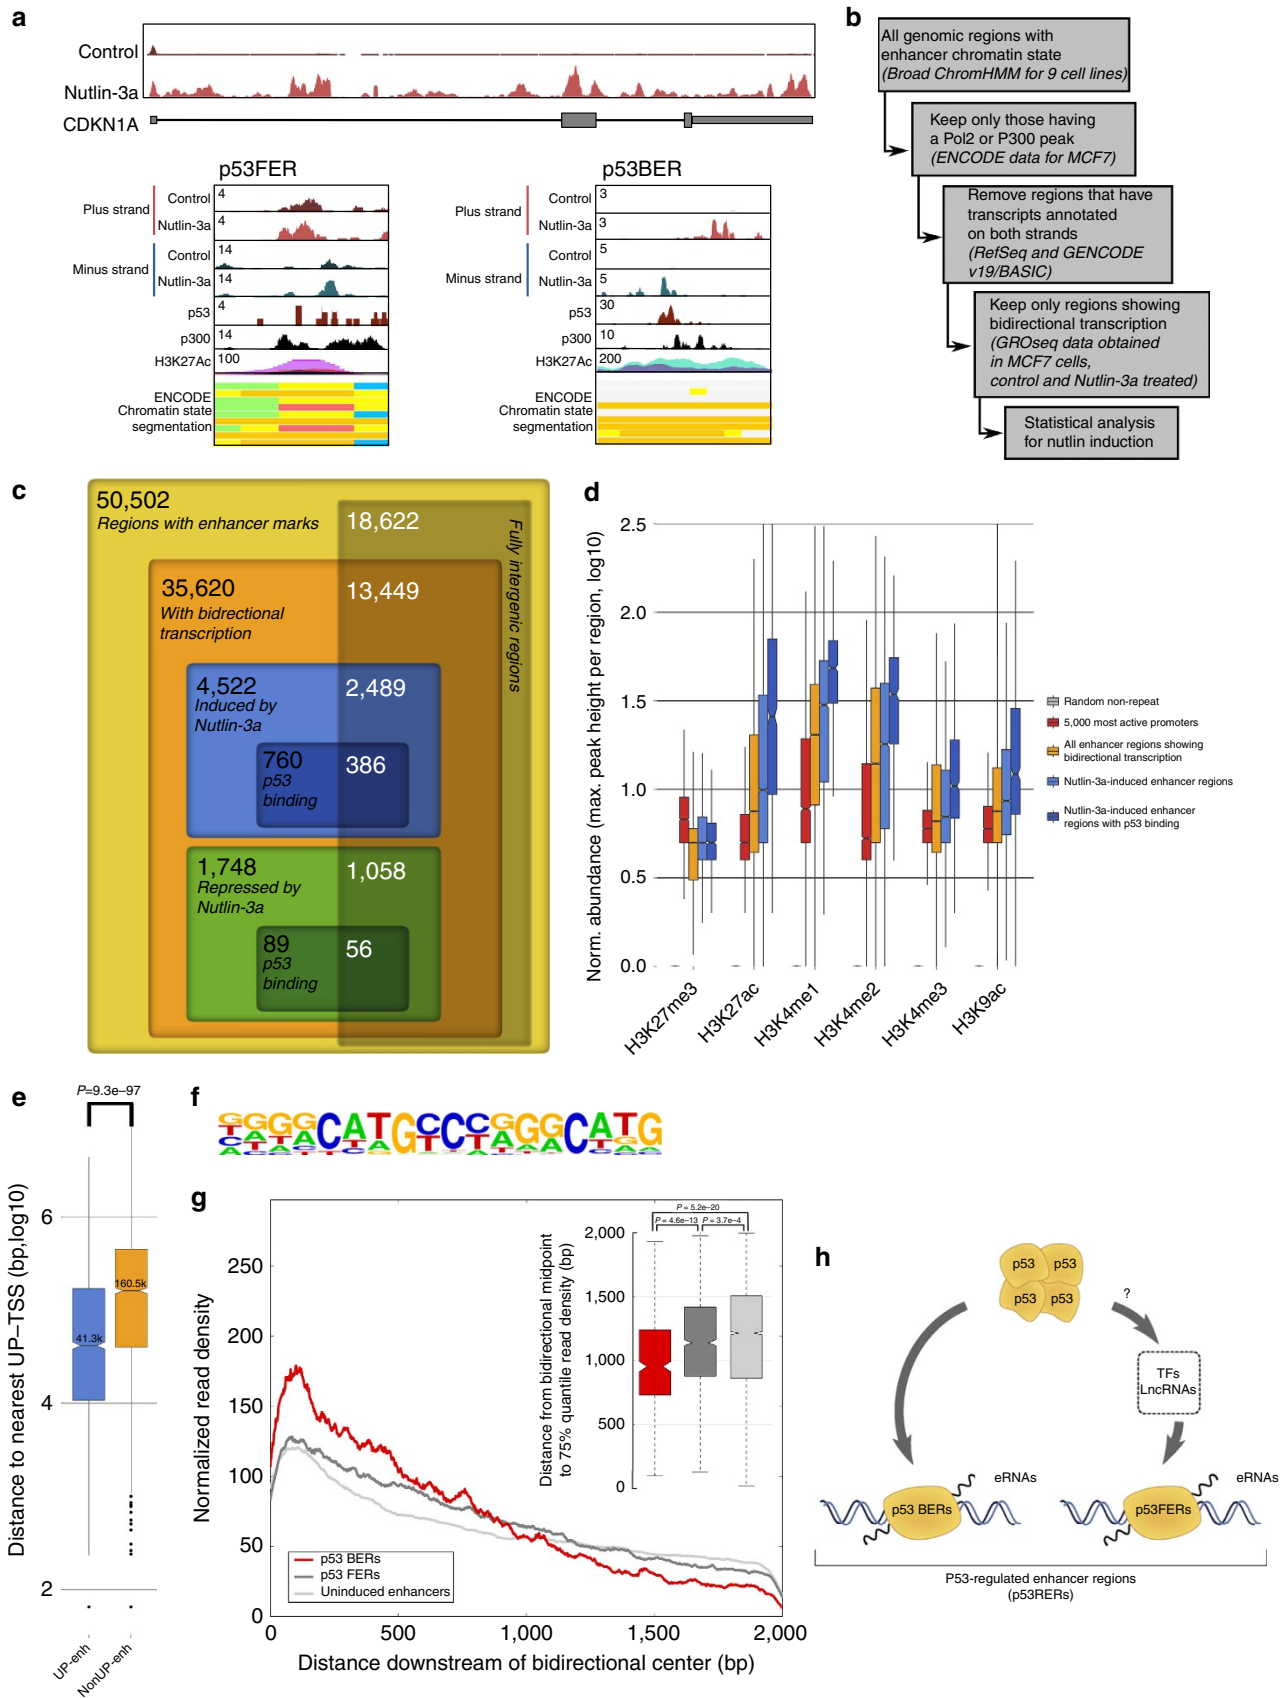 a
Control
Nutlin-3a
CDKN1A
p53FER
Plus strand
Control
4
Nutlin-3a
4
Minus strand
Control
14
Nutlin-3a
14
p53
4
p300
14
H3K27Ac
100
ENCODE
Chromatin state
segmentation
p53BER
Plus strand
Control
3
Nutlin-3a
3
Minus strand
Control
5
Nutlin-3a
5
p53
30
p300
10
H3K27Ac
200
ENCODE
Chromatin state
segmentation
b
All genomic regions with
enhancer chromatin state
(Broad ChromHMM for 9 cell lines)
Keep only those having
a Pol2 or P300 peak
(ENCODE data for MCF7)
Remove regions that have
transcripts annotated
on both strands
(RefSeq and GENCODE
v19/BASIC)
Keep only regions showing
bidirectional transcription
(GROseq data obtained
in MCF7 cells,
control and Nutlin-3a treated)
Statistical analysis
for nutlin induction
c
50,502
Regions with enhancer marks
18,622
Fully intergenic regions
35,620
With bidrectional
transcription
13,449
4,522
Induced by
Nutlin-3a
2,489
760
p53
binding
386
1,748
Repressed by
Nutlin-3a
1,058
89
p53
binding
56
d
Norm. abundance (max. peak height per region, log10)
2.5
2.0
1.5
1.0
0.5
0.0
H3K27me3
H3K27ac
H3K4me1
H3K4me2
H3K4me3
H3K9ac
Random non-repeat
5,000 most active promoters
All enhancer regions showing
bidirectional transcription
Nutlin-3a-induced enhancer regions
Nutlin-3a-induced enhancer
regions with p53 binding
e
P=9.3e–97
Distance to nearest UP–TSS (bp,log10)
6
4
2
41.3k
160.5k
UP-enh
NonUP-enh
f
GGGGCATGCCCGGGCATG
g
Normalized read density
250
200
150
100
50
0
0
500
1,000
1,500
2,000
Distance downstream of bidirectional center (bp)
p53 BERs
p53 FERs
Uninduced enhancers
Distance from bidirectional midpoint
to 75% quantile read density (bp)
2,000
1,500
1,000
500
0
P = 5.2e–20
P = 4.6e–13
P = 3.7e–4
h
p53
p53
p53
p53
?
TFs
LncRNAs
eRNAs
p53 BERs
eRNAs
p53FERs
P53-regulated enhancer regions
(p53RERs)